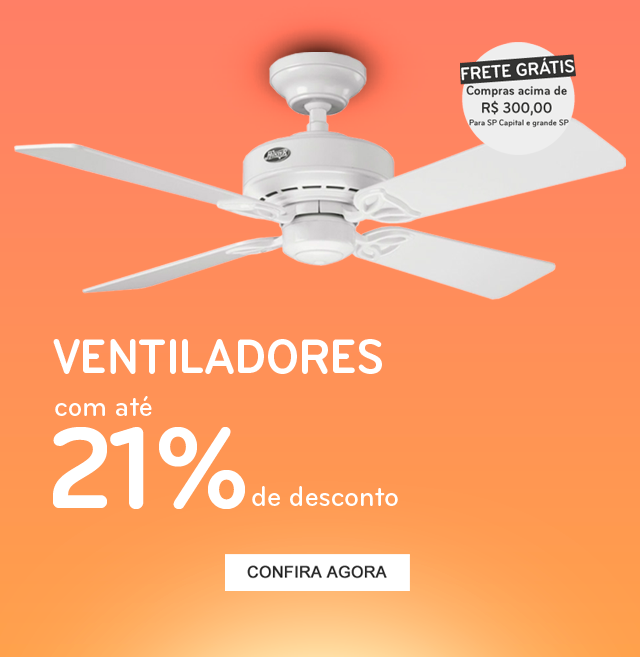 FRETE GRÁTIS
Compras acima de
R$ 300,00
Para SP Capital e grande SP
VENTILADORES
com até
21%
de desconto
CONFIRA AGORA